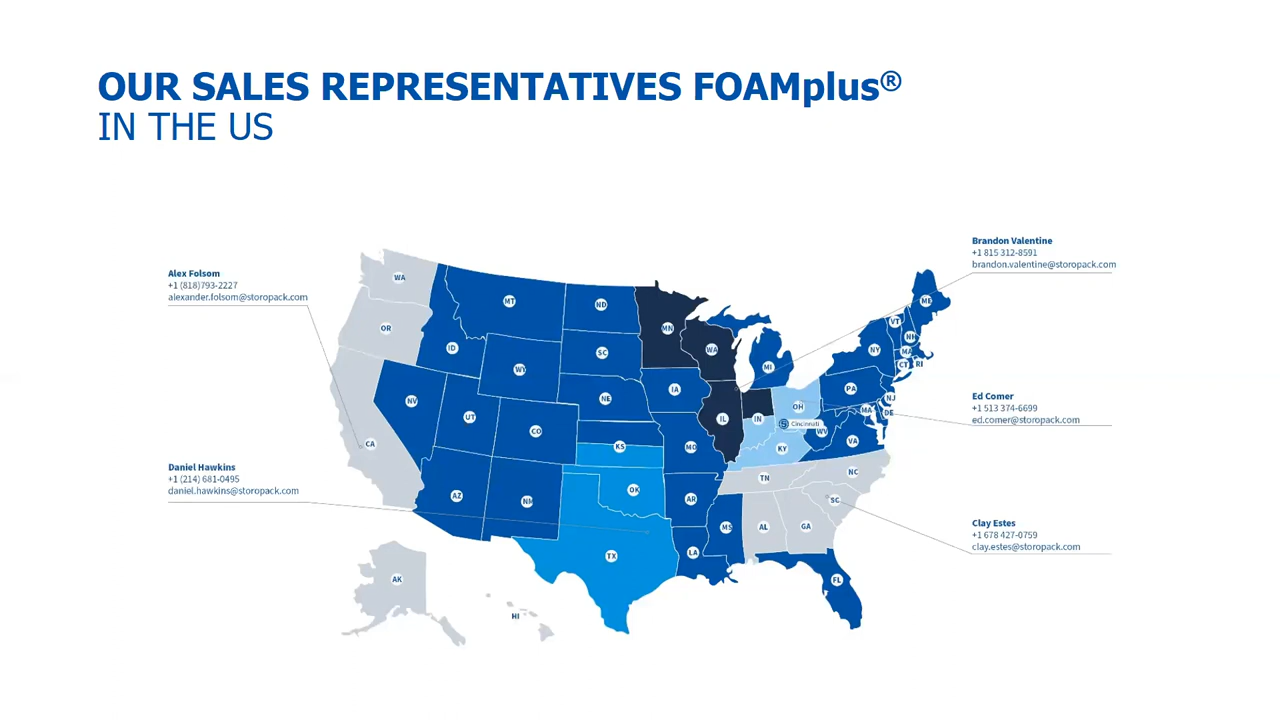 OUR SALES REPRESENTATIVES FOAMplus®
IN THE US
Brandon Valentine
+1 815 312-8591
brandon.valentine@storopack.com
Alex Folsom
+1 (818)793-2227
alexander.folsom@storopack.com
Ed Comer
+1 513 374-6699
ed.comer@storopack.com
Daniel Hawkins
+1 (214) 681-0495
daniel.hawkins@storopack.com
Clay Estes
+1 678 427-0759
clay.estes@storopack.com
WA
MT
ND
MN
ME
VT
OR
ID
SC
WA
NH
NY
MA
WY
MI
CT
RI
NV
UT
CO
NE
IA
PA
NJ
IL
IN
OH
MA
DE
Cincinnati
WV
VA
CA
KS
MO
KY
AZ
NM
OK
AR
TN
NC
SC
TX
LA
MS
AL
GA
FL
AK
HI